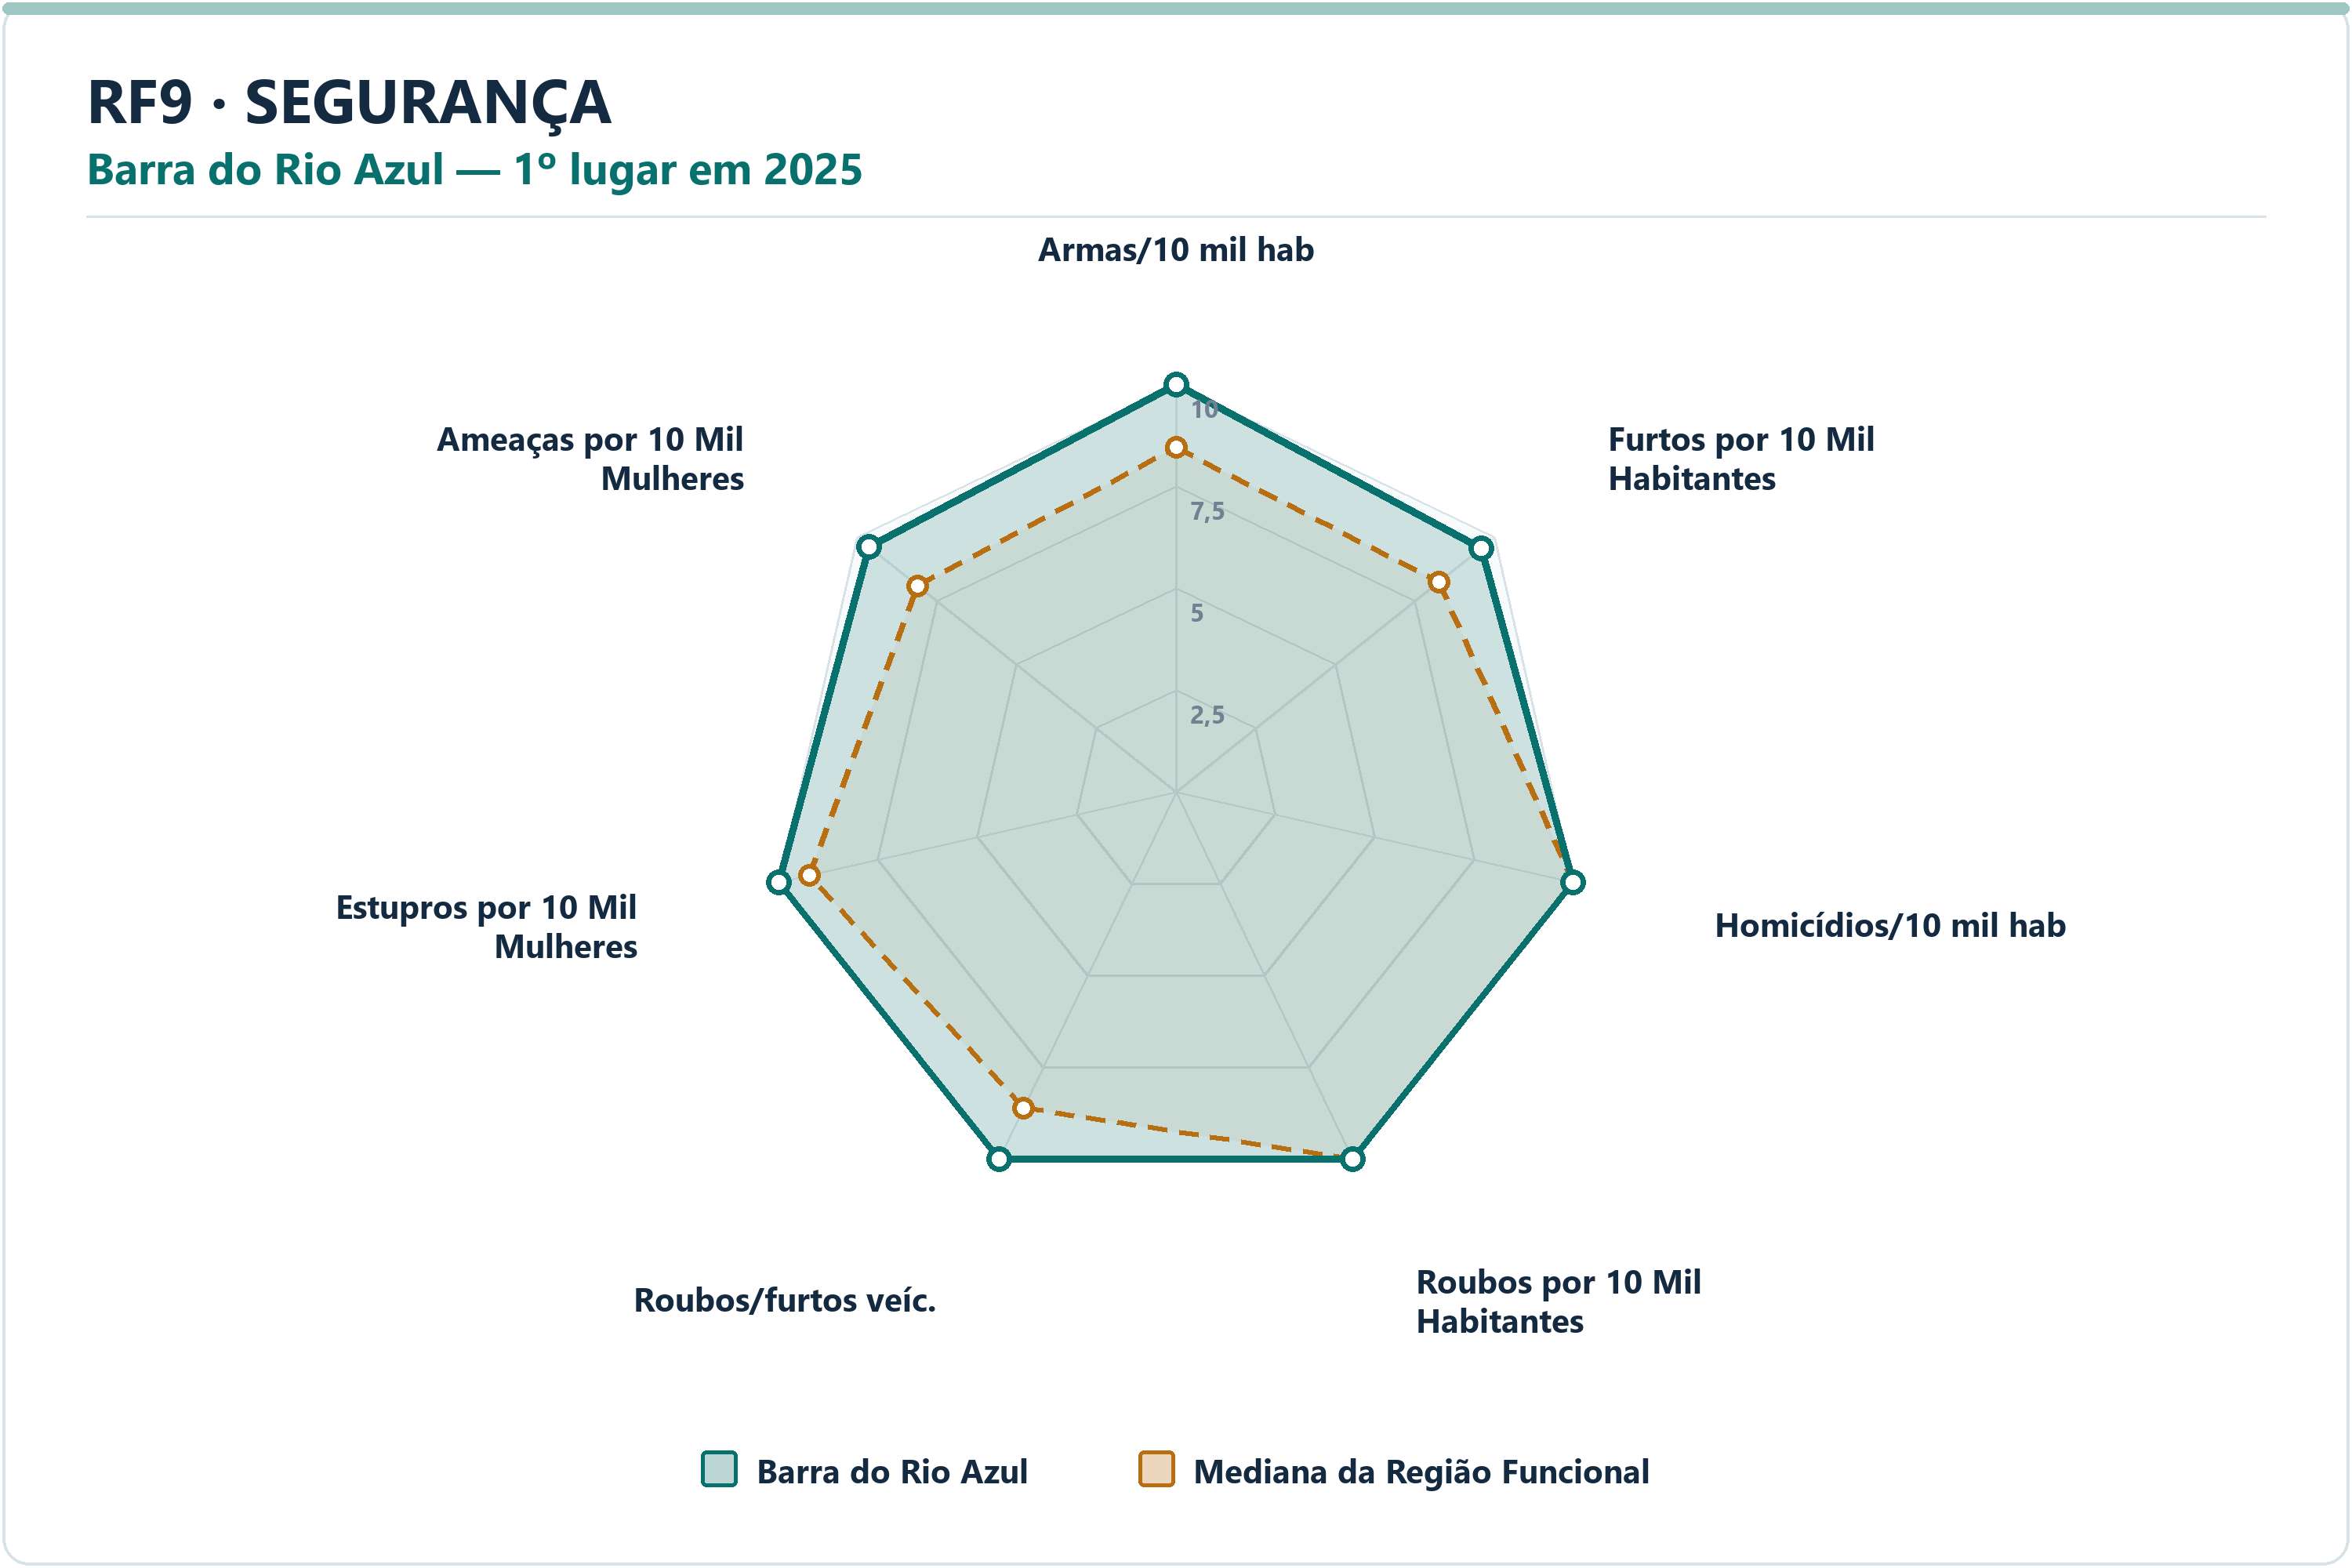 RF9 · SEGURANÇA
Barra do Rio Azul — 1º lugar em 2025
Armas/10 mil hab
Ameaças por 10 Mil
Mulheres
Furtos por 10 Mil
Habitantes
10
7,5
5
2,5
Estupros por 10 Mil
Mulheres
Homicídios/10 mil hab
Roubos/furtos veíc.
Roubos por 10 Mil
Habitantes
Barra do Rio Azul
Mediana da Região Funcional